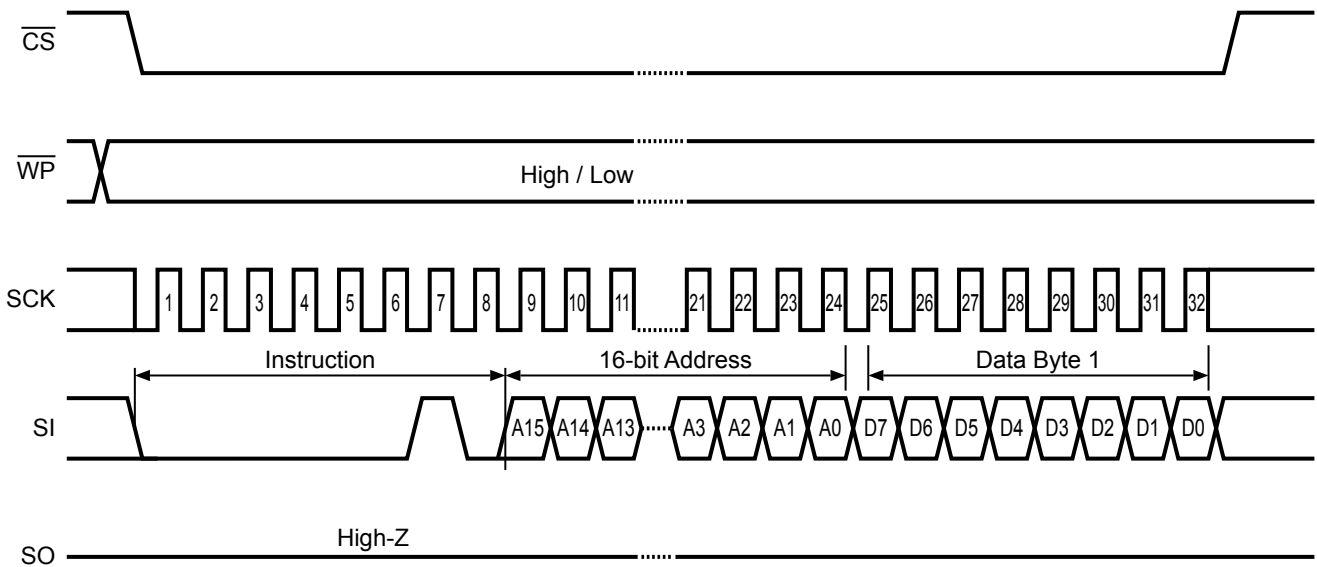 CS
WP
High / Low
SCK
1 2 3 4 5 6 7 8 9 10 11 21 22 23 24 25 26 27 28 29 30 31 32
Instruction 16-bit Address Data Byte 1
SI
A15 A14 A13 A3 A2 A1 A0 D7 D6 D5 D4 D3 D2 D1 D0
High-Z
SO